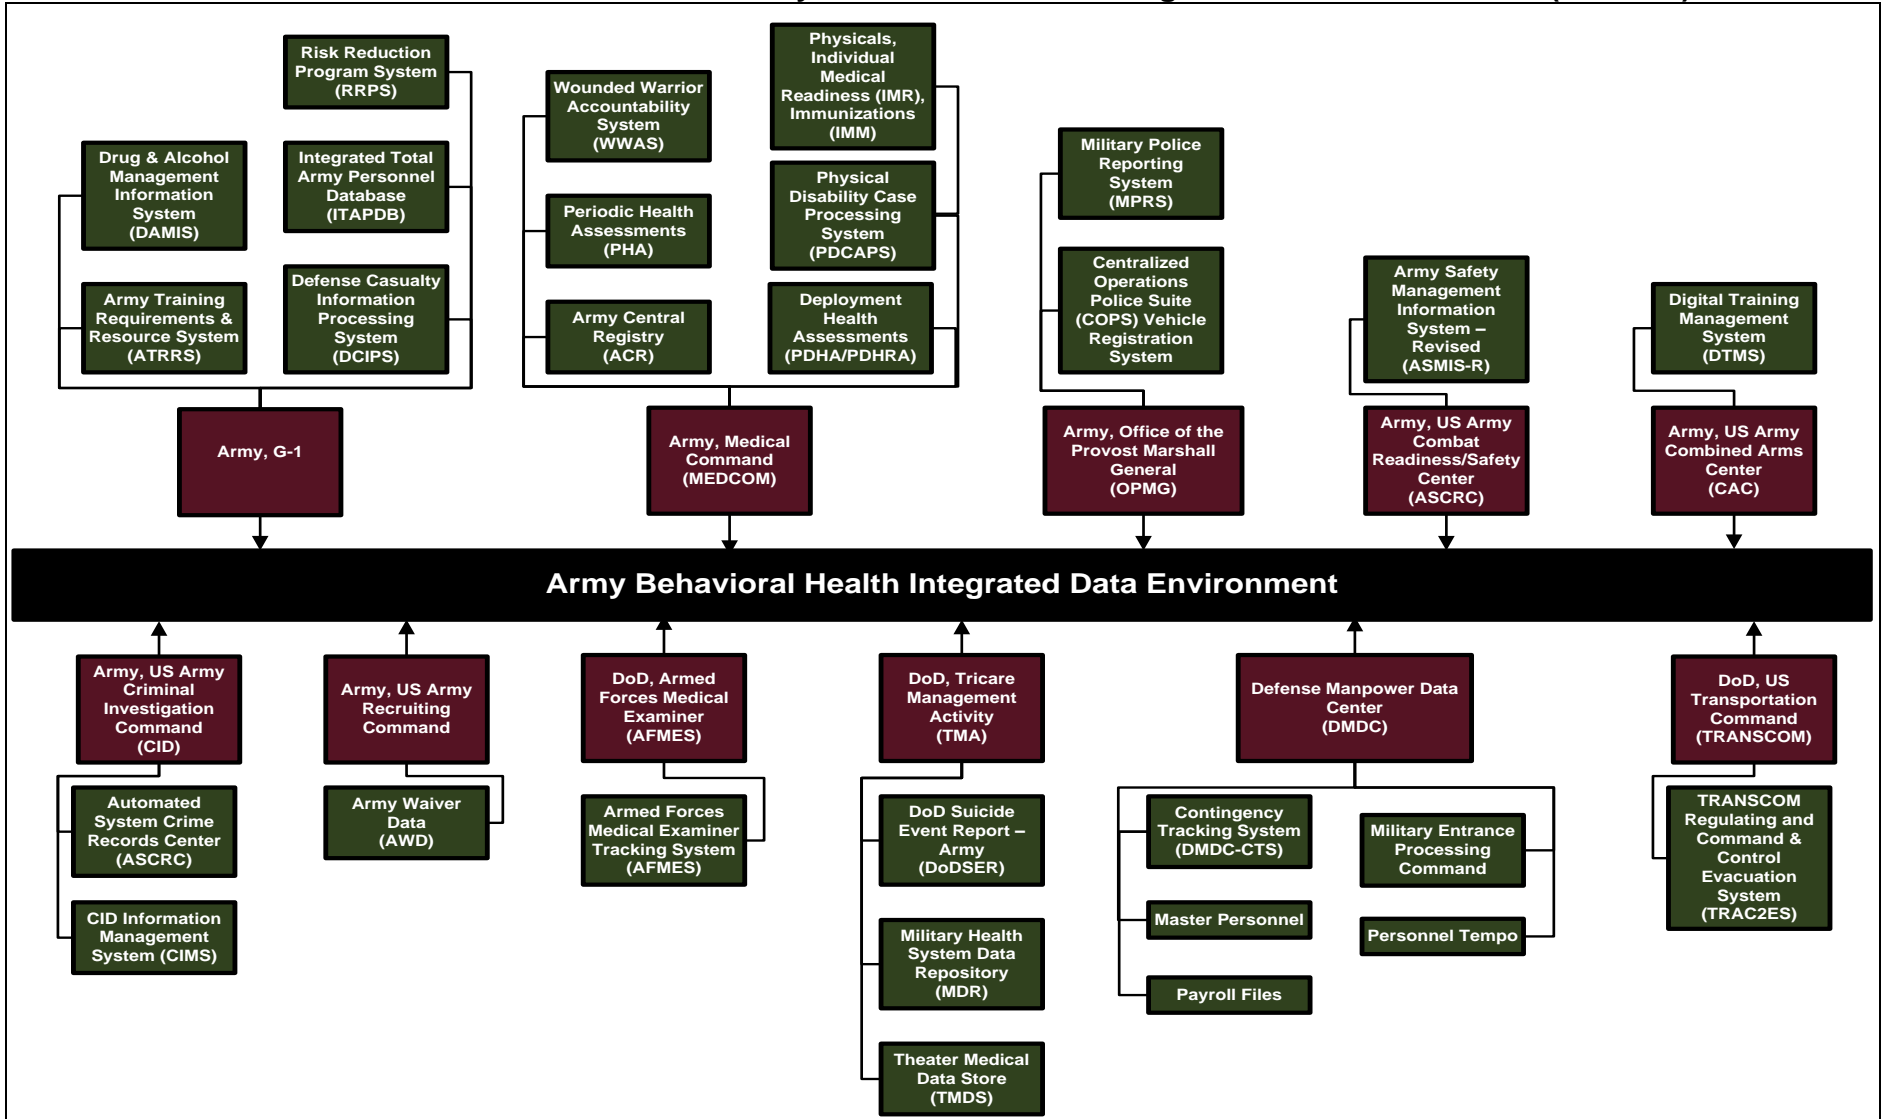 Risk Reduction
Program System
(RRPS)
Drug & Alcohol
Management
Information
System
(DAMIS)
Integrated Total
Army Personnel
Database
(ITAPDB)
Army Training
Requirements &
Resource System
(ATRRS)
Defense Casualty
Information
Processing
System
(DCIPS)
Wounded Warrior
Accountability
System
(WWAS)
Physicals,
Individual
Medical
Readiness (IMR),
Immunizations
(IMM)
Periodic Health
Assessments
(PHA)
Physical
Disability Case
Processing
System
(PDCAPS)
Army Central
Registry
(ACR)
Deployment
Health
Assessments
(PDHA/PDHRA)
Military Police
Reporting
System
(MPRS)
Centralized
Operations
Police Suite
(COPS) Vehicle
Registration
System
Army Safety
Management
Information
System –
Revised
(ASMIS-R)
Digital Training
Management
System
(DTMS)
Army, G-1
Army, Medical
Command
(MEDCOM)
Army, Office of the
Provost Marshall
General
(OPMG)
Army, US Army
Combat
Readiness/Safety
Center
(ASCRC)
Army, US Army
Combined Arms
Center
(CAC)
Army Behavioral Health Integrated Data Environment
Army, US Army
Criminal
Investigation
Command
(CID)
Army, US Army
Recruiting
Command
DoD, Armed
Forces Medical
Examiner
(AFMES)
DoD, Tricare
Management
Activity
(TMA)
Defense Manpower Data
Center
(DMDC)
DoD, US
Transportation
Command
(TRANSCOM)
Automated
System Crime
Records Center
(ASCRC)
CID Information
Management
System (CIMS)
Army Waiver
Data
(AWD)
Armed Forces
Medical Examiner
Tracking System
(AFMES)
DoD Suicide
Event Report –
Army
(DoDSER)
Military Health
System Data
Repository
(MDR)
Theater Medical
Data Store
(TMDS)
Contingency
Tracking System
(DMDC-CTS)
Master Personnel
Payroll Files
Military Entrance
Processing
Command
Personnel Tempo
TRANSCOM
Regulating and
Command &
Control
Evacuation
System
(TRAC2ES)